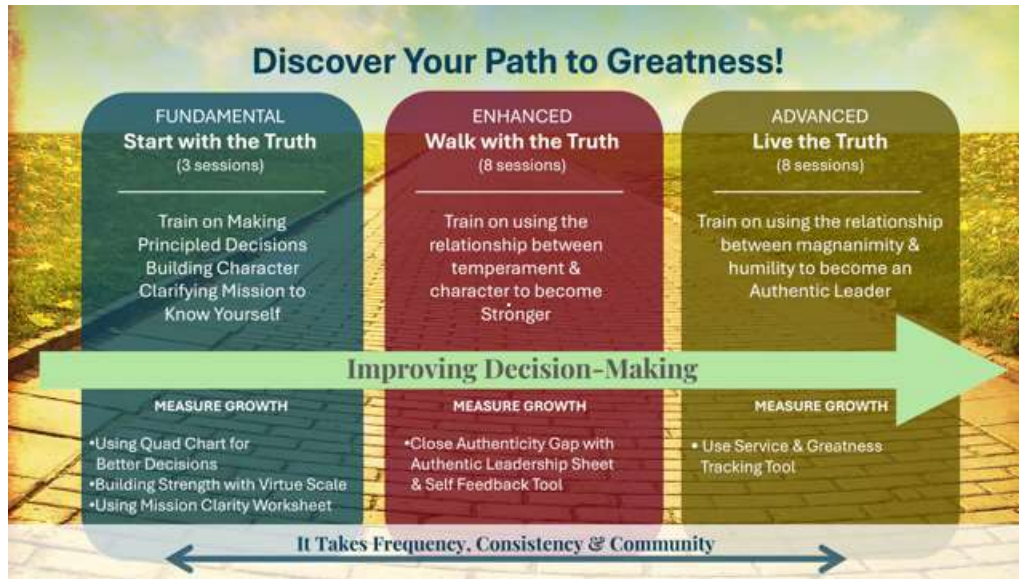 Discover Your Path to Greatness!
FUNDAMENTAL
Start with the Truth
(3 sessions)
Train on Making
Principled Decisions
Building Character
Clarifying Mission to
Know Yourself
ENHANCED
Walk with the Truth
(8 sessions)
Train on using the
relationship between
temperament &
character to become
Stronger
ADVANCED
Live the Truth
(8 sessions)
Train on using the relationship
between magnanimity &
humility to become an
Authentic Leader
Improving Decision-Making
MEASURE GROWTH
•Using Quad Chart for
Better Decisions
•Building Strength with Virtue Scale
•Using Mission Clarity Worksheet
MEASURE GROWTH
•Close Authenticity Gap with
Authentic Leadership Sheet
& Self Feedback Tool
MEASURE GROWTH
• Use Service & Greatness
Tracking Tool
It Takes Frequency, Consistency & Community